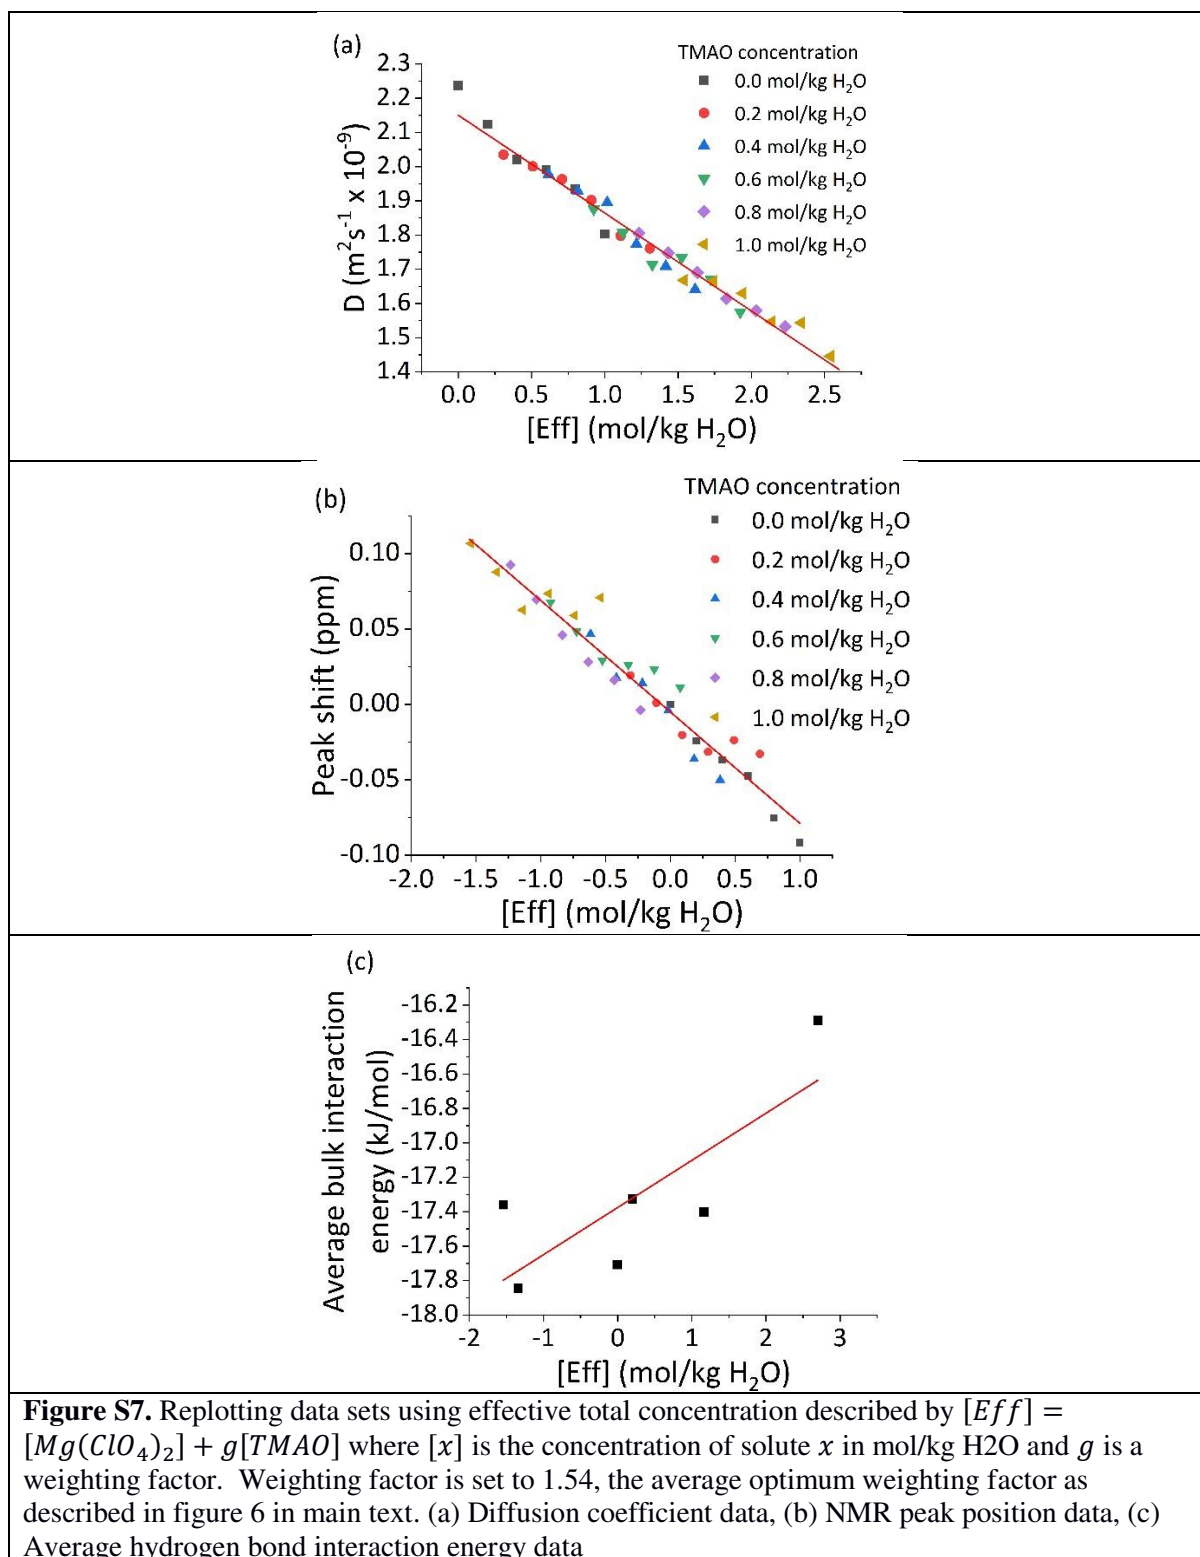 (a)
TMAO concentration
0.0 mol/kg H₂O
0.2 mol/kg H₂O
0.4 mol/kg H₂O
0.6 mol/kg H₂O
0.8 mol/kg H₂O
1.0 mol/kg H₂O
D (m²s⁻¹ x 10⁻⁹)
2.3
2.2
2.1
2.0
1.9
1.8
1.7
1.6
1.5
1.4
0.0 0.5 1.0 1.5 2.0 2.5
[Eff] (mol/kg H₂O)
(b)
TMAO concentration
0.0 mol/kg H₂O
0.2 mol/kg H₂O
0.4 mol/kg H₂O
0.6 mol/kg H₂O
0.8 mol/kg H₂O
1.0 mol/kg H₂O
Peak shift (ppm)
0.10
0.05
0.00
-0.05
-0.10
-2.0 -1.5 -1.0 -0.5 0.0 0.5 1.0
[Eff] (mol/kg H₂O)
(c)
Average bulk interaction
energy (kJ/mol)
-16.2
-16.4
-16.6
-16.8
-17.0
-17.2
-17.4
-17.6
-17.8
-18.0
-2 -1 0 1 2 3
[Eff] (mol/kg H₂O)
Figure S7. Replotting data sets using effective total concentration described by [Eff] =
[Mg(ClO₄)₂] + g[TMAO] where [x] is the concentration of solute x in mol/kg H2O and g is a
weighting factor. Weighting factor is set to 1.54, the average optimum weighting factor as
described in figure 6 in main text. (a) Diffusion coefficient data, (b) NMR peak position data, (c)
Average hydrogen bond interaction energy data